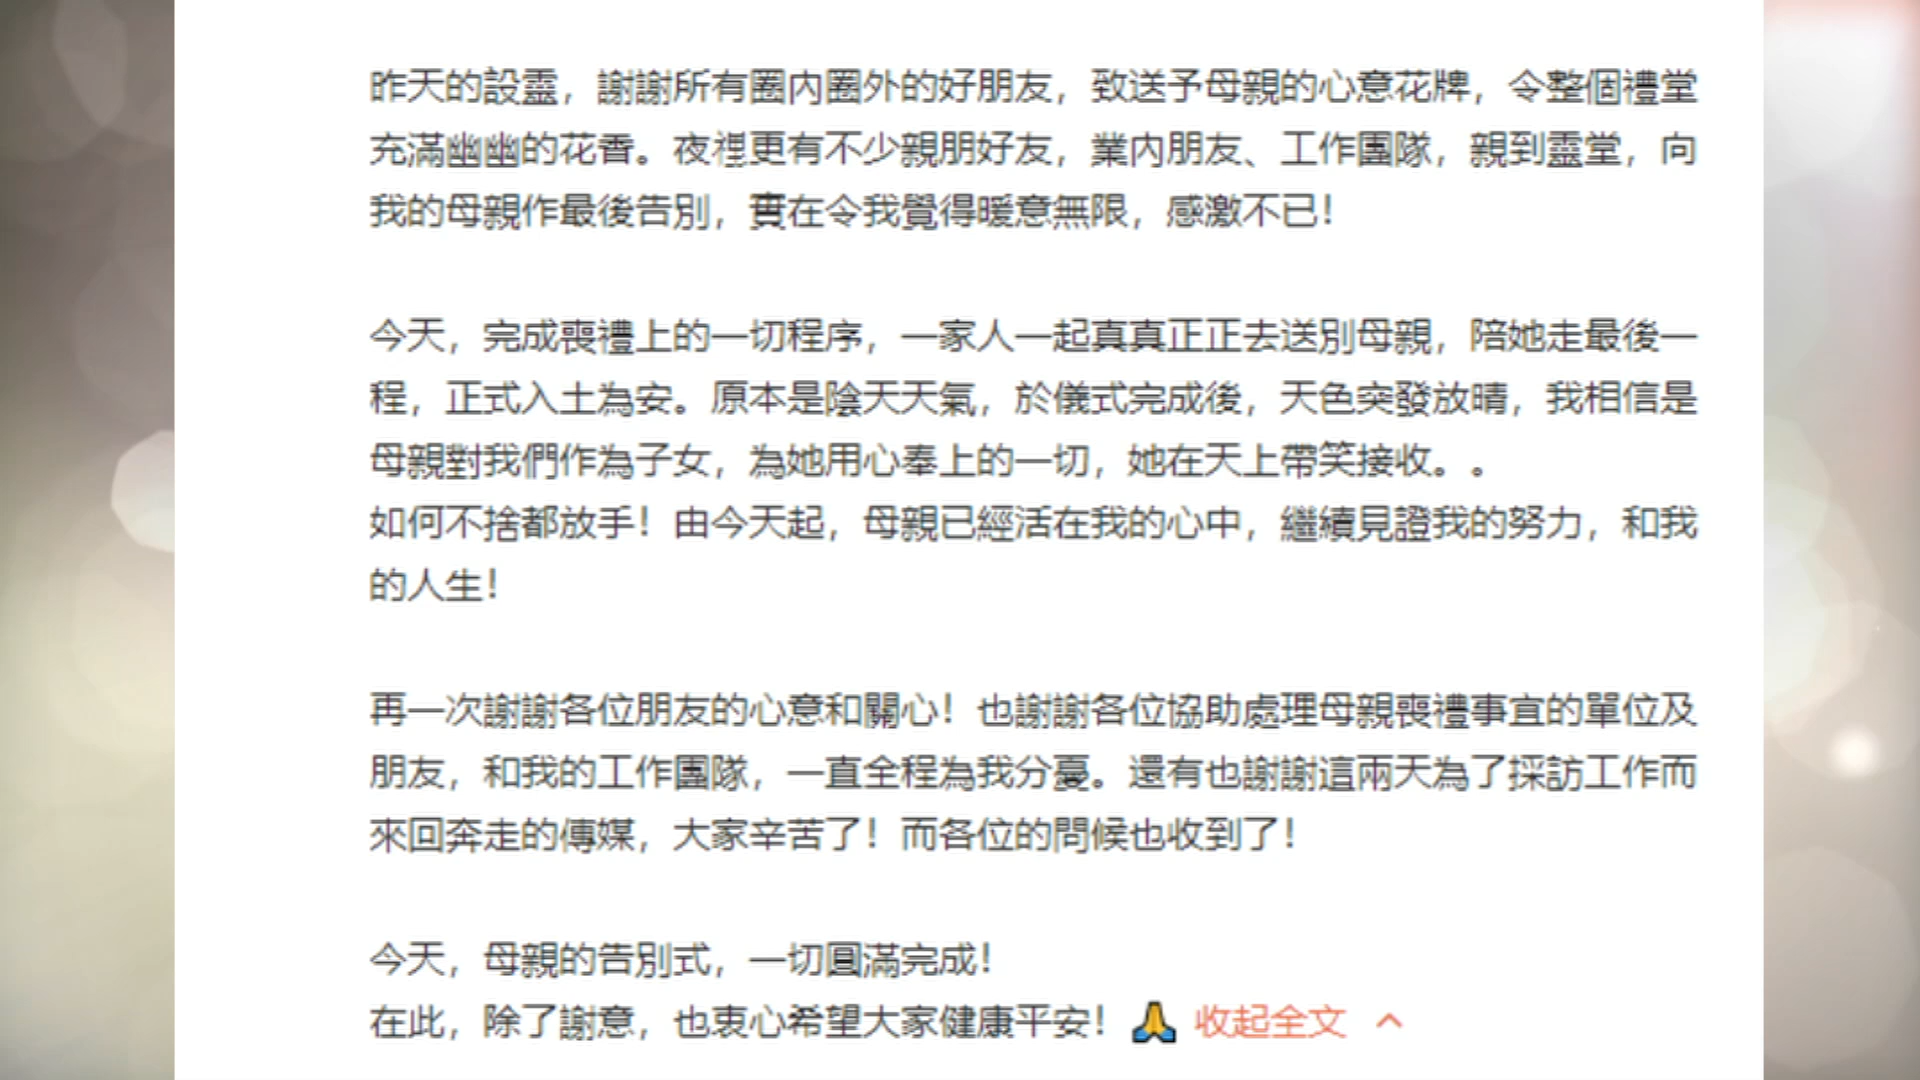 昨天的設靈，謝謝所有圈內圈外的好朋友，致送予母親的心意花牌，令整個禮堂
充滿幽幽的花香。夜裡更有不少親朋好友，業內朋友、工作團隊，親到靈堂，向
我的母親作最後告別，實在令我覺得暖意無限，感激不已！
今天，完成喪禮上的一切程序，一家人一起真真正正去送別母親，陪她走最後一
程，正式入土為安。原本是陰天天氣，於儀式完成後，天色突發放晴，我相信是
母親對我們作為子女，為她用心奉上的一切，她在天上帶笑接收。。
如何不捨都放手！由今天起，母親已經活在我的心中，繼續見證我的努力，和我
的人生！
再一次謝謝各位朋友的心意和關心！也謝謝各位協助處理母親喪禮事宜的單位及
朋友，和我的工作團隊，一直全程為我分憂。還有也謝謝這兩天為了採訪工作而
來回奔走的傳媒，大家辛苦了！而各位的問候也收到了！
今天，母親的告別式，一切圓滿完成！
在此，除了謝意，也衷心希望大家健康平安！🙏 收起全文